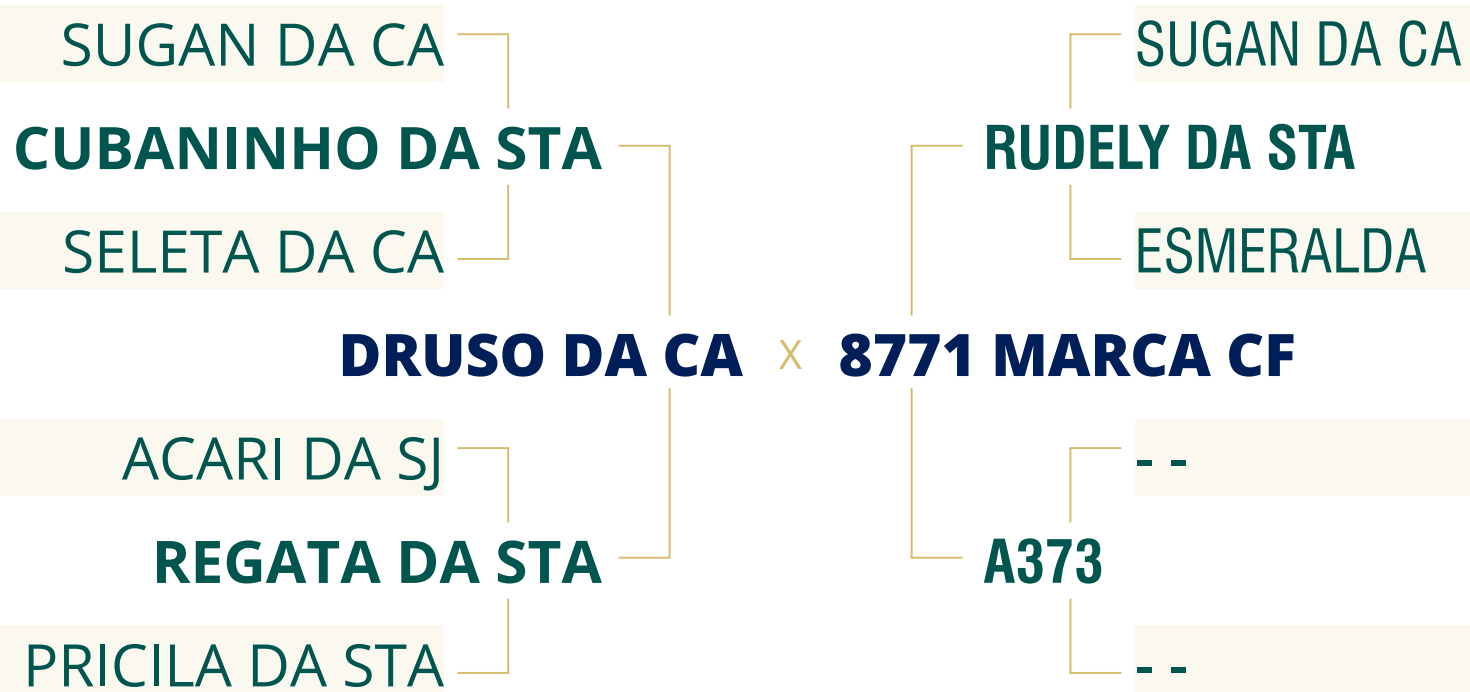 SUGAN DA CA
SUGAN DA CA
CUBANINHO DA STA
RUDELY DA STA
SELETA DA CA
ESMERALDA
DRUSO DA CA X 8771 MARCA CF
ACARI DA SJ
- -
REGATA DA STA
A373
PRICILA DA STA
- -